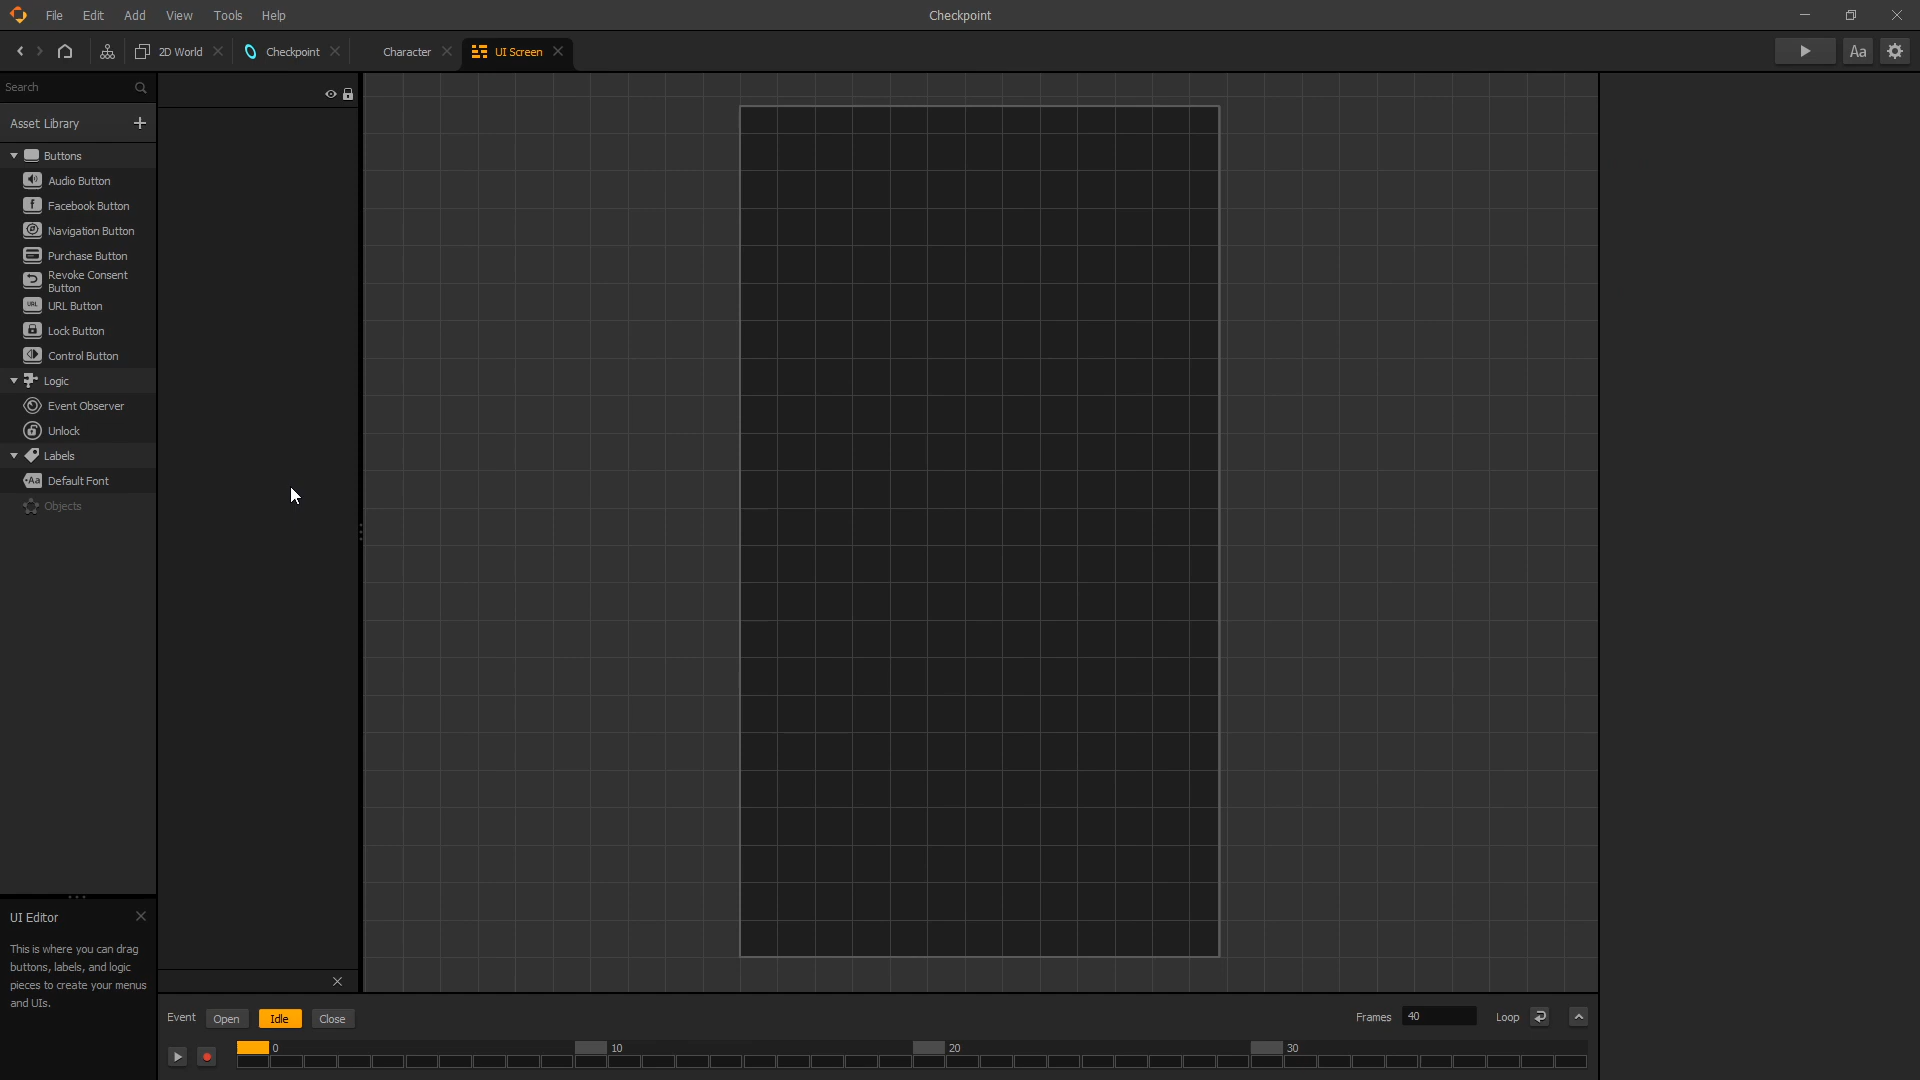 File Edit Add View Tools Help
Checkpoint
2D World
Checkpoint
Character
UI Screen
Aa
Search
Asset Library
Buttons
Audio Button
Facebook Button
Navigation Button
Purchase Button
Revoke Consent
Button
URL
URL Button
Lock Button
Control Button
Logic
Event Observer
Unlock
Labels
Aa
Default Font
Objects
UI Editor
This is where you can drag
buttons, labels, and logic
pieces to create your menus
and UIs.
Event Open Idle Close
Frames 40 Loop
0 10 20 30